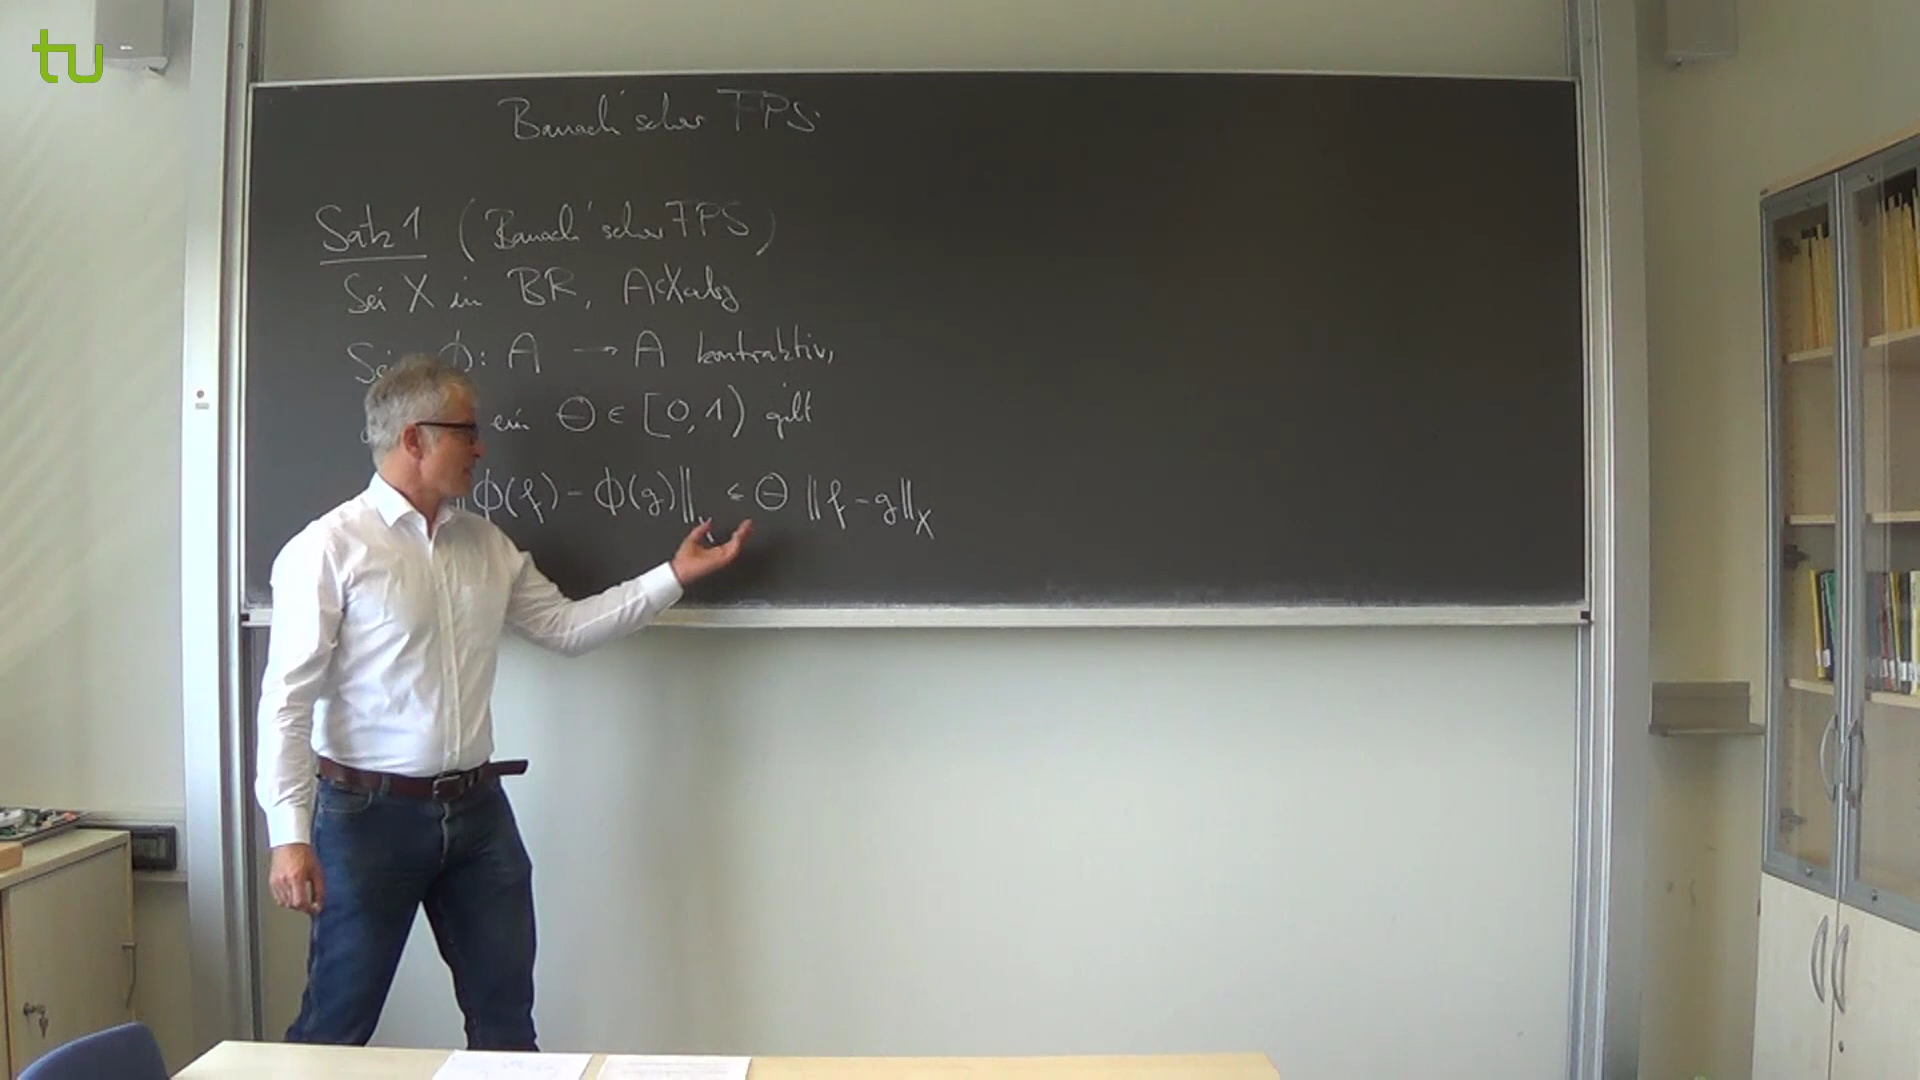 tu
Banach'scher FPS.
Satz 1 (Banach'scher FPS)
Sei X ein BR, A⊂X abg
Sei Φ: A → A kontraktiv,
ein Θ ∈ [0,1) gilt
‖Φ(f) - Φ(g)‖ₓ ≤ Θ ‖f-g‖_X